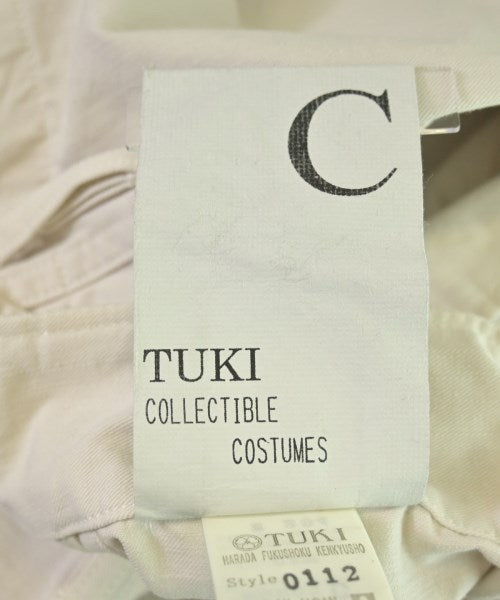 C
TUKI
COLLECTIBLE
COSTUMES
TUKI
HARADA FUKUSHOKU KENKYUSHO
Style 0112